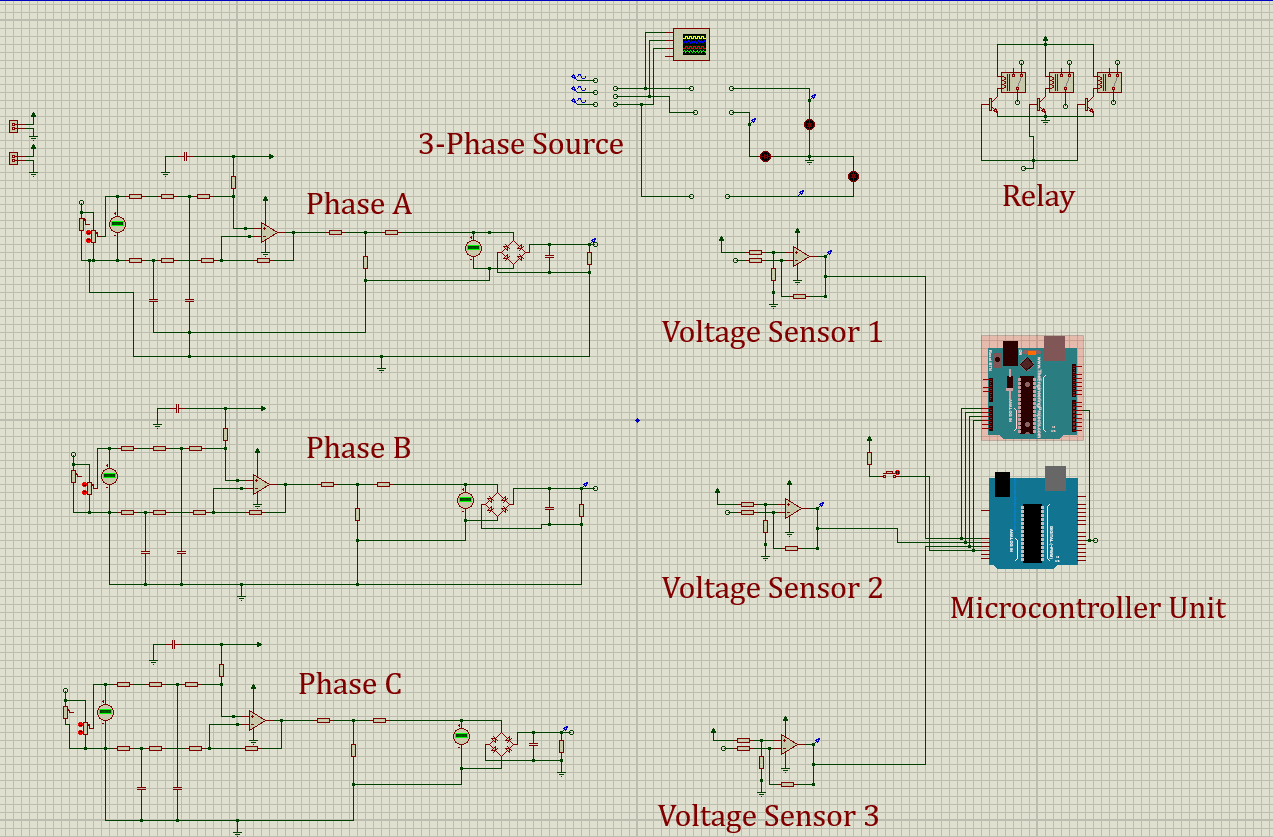 3-Phase Source
Relay
Phase A
Voltage Sensor 1
Phase B
Voltage Sensor 2
Microcontroller Unit
Phase C
Voltage Sensor 3